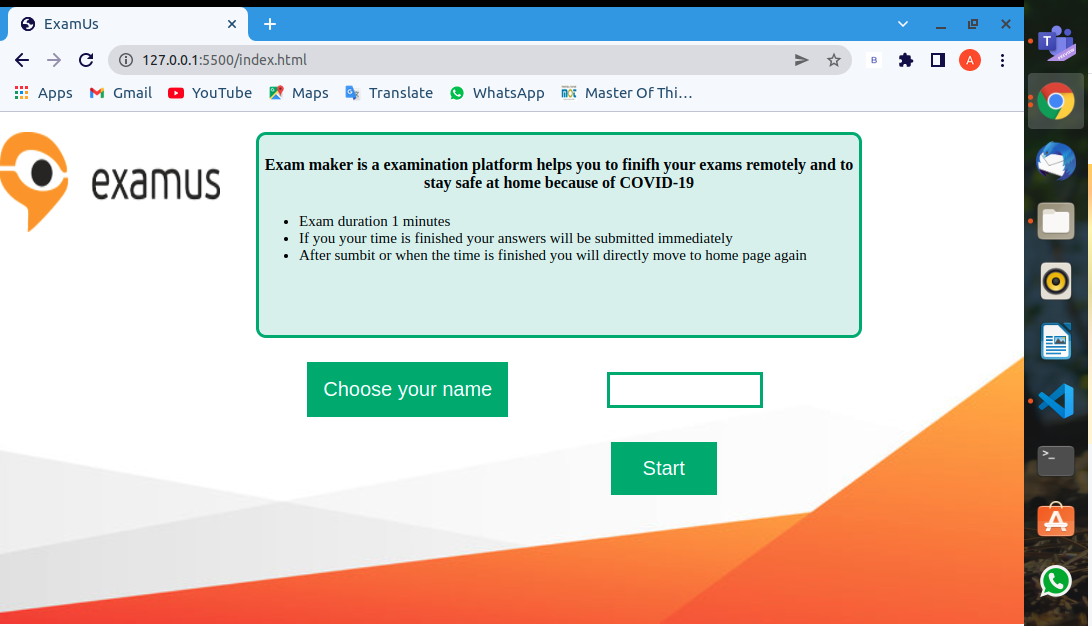 ExamUs
127.0.0.1:5500/index.html
B
A
Apps
Gmail
YouTube
Maps
Translate
WhatsApp
Master Of Thi…
examus
Exam maker is a examination platform helps you to finifh your exams remotely and to
stay safe at home because of COVID-19
Exam duration 1 minutes
If you your time is finished your answers will be submitted immediately
After sumbit or when the time is finished you will directly move to home page again
Choose your name
Start